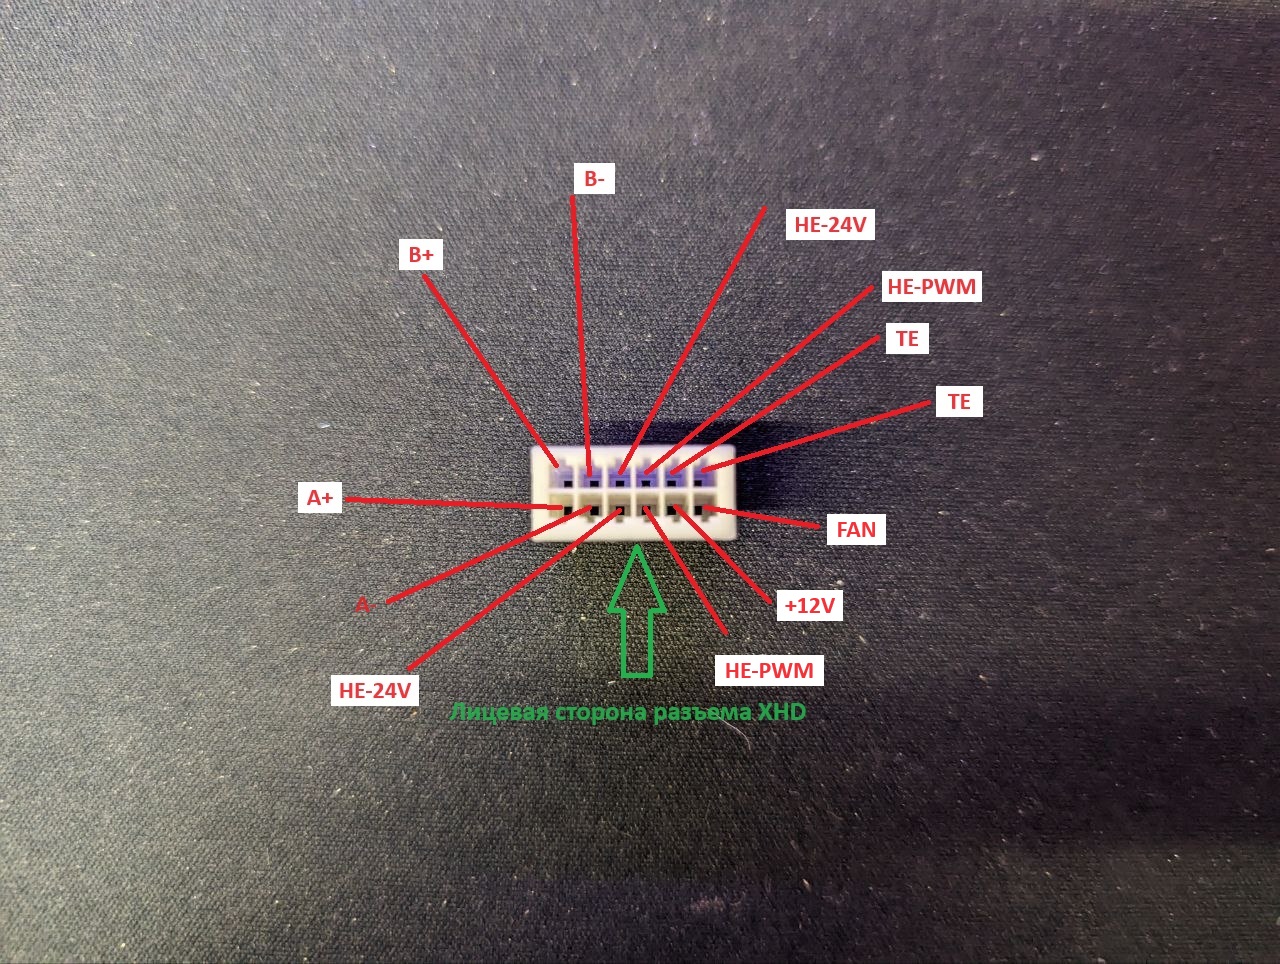 B-
HE-24V
B+
HE-PWM
TE
TE
A+
FAN
A-
+12V
HE-PWM
HE-24V
Лицевая сторона разъема XHD